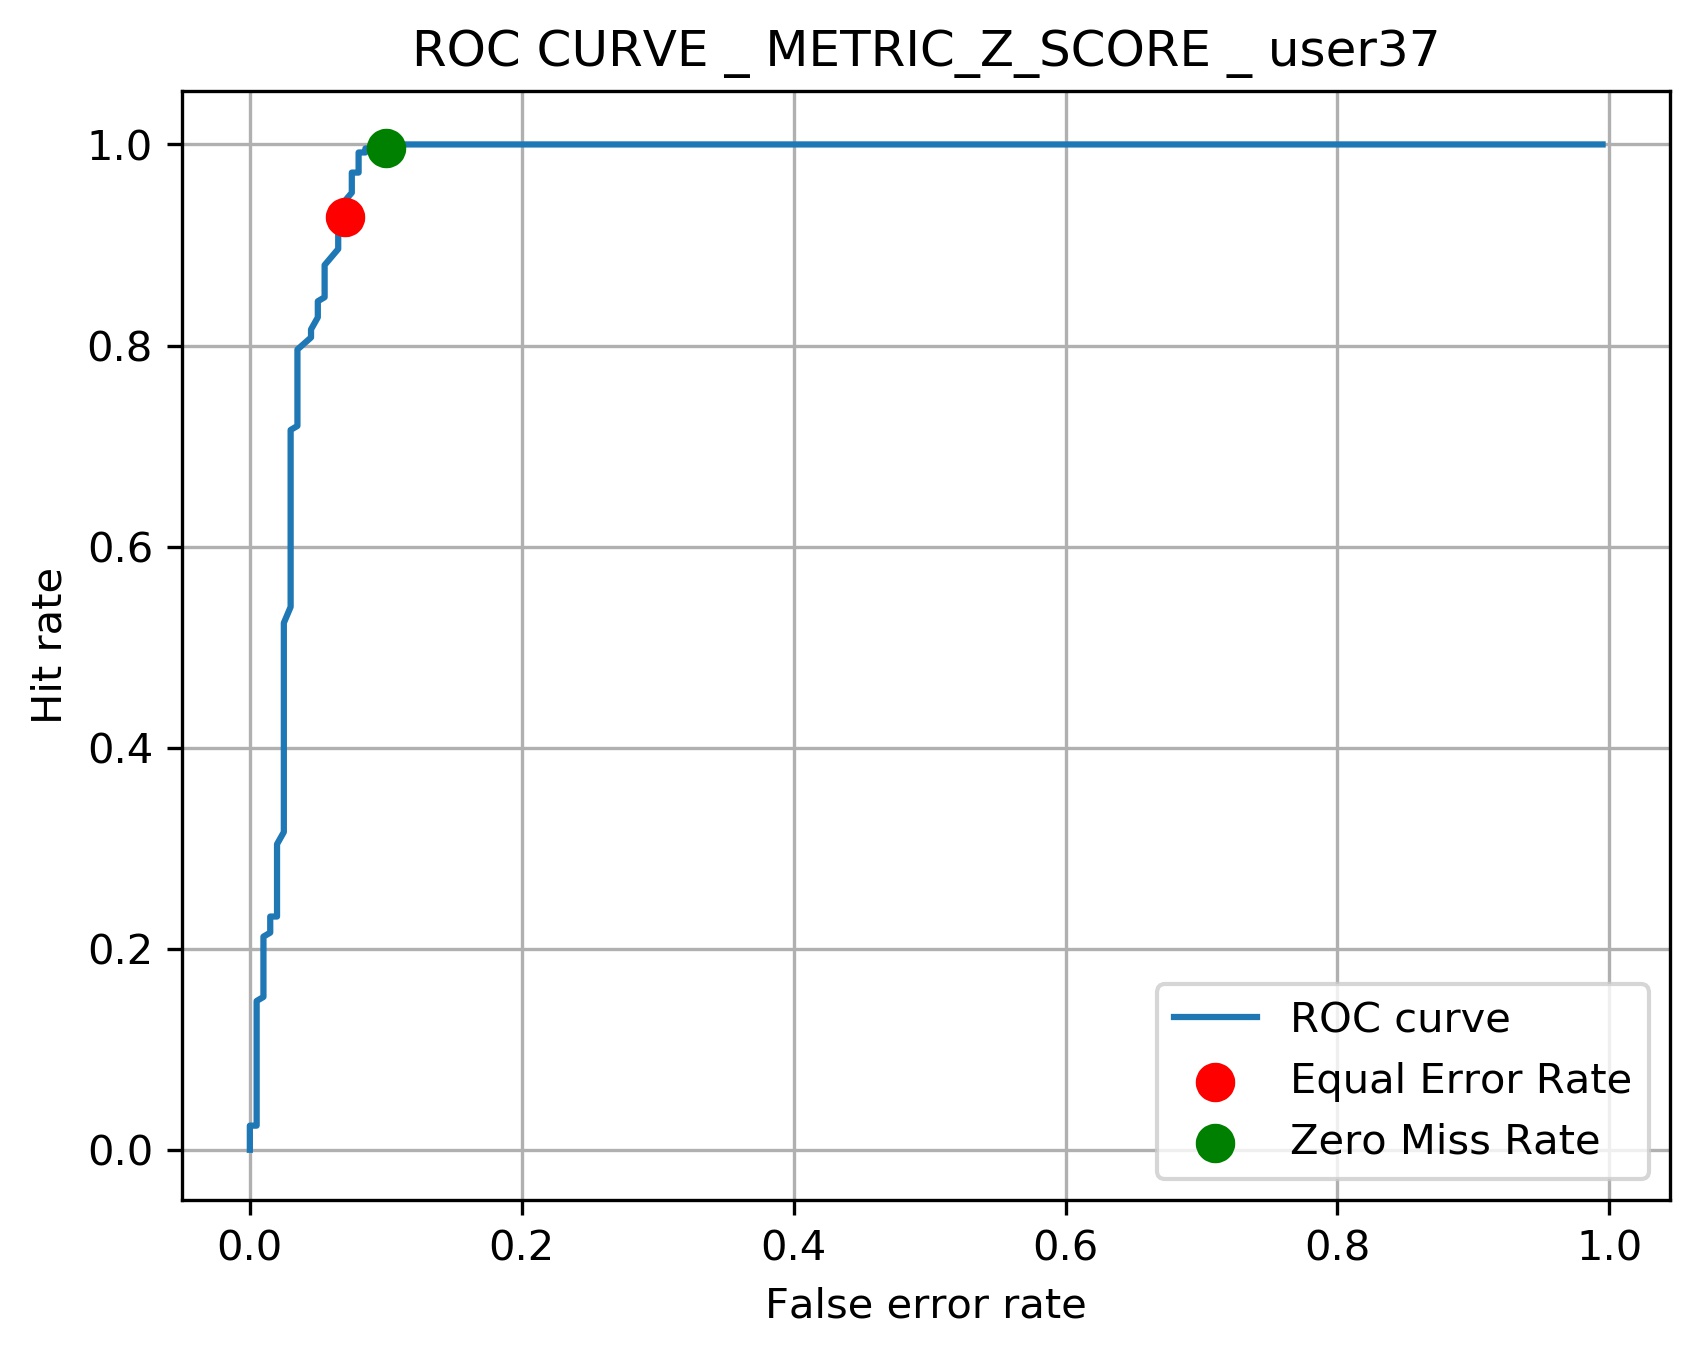 ROC CURVE _ METRIC_Z_SCORE _ user37
1.0
0.8
0.6
0.4
0.2
0.0
Hit rate
0.0 0.2 0.4 0.6 0.8 1.0
False error rate
ROC curve
Equal Error Rate
Zero Miss Rate